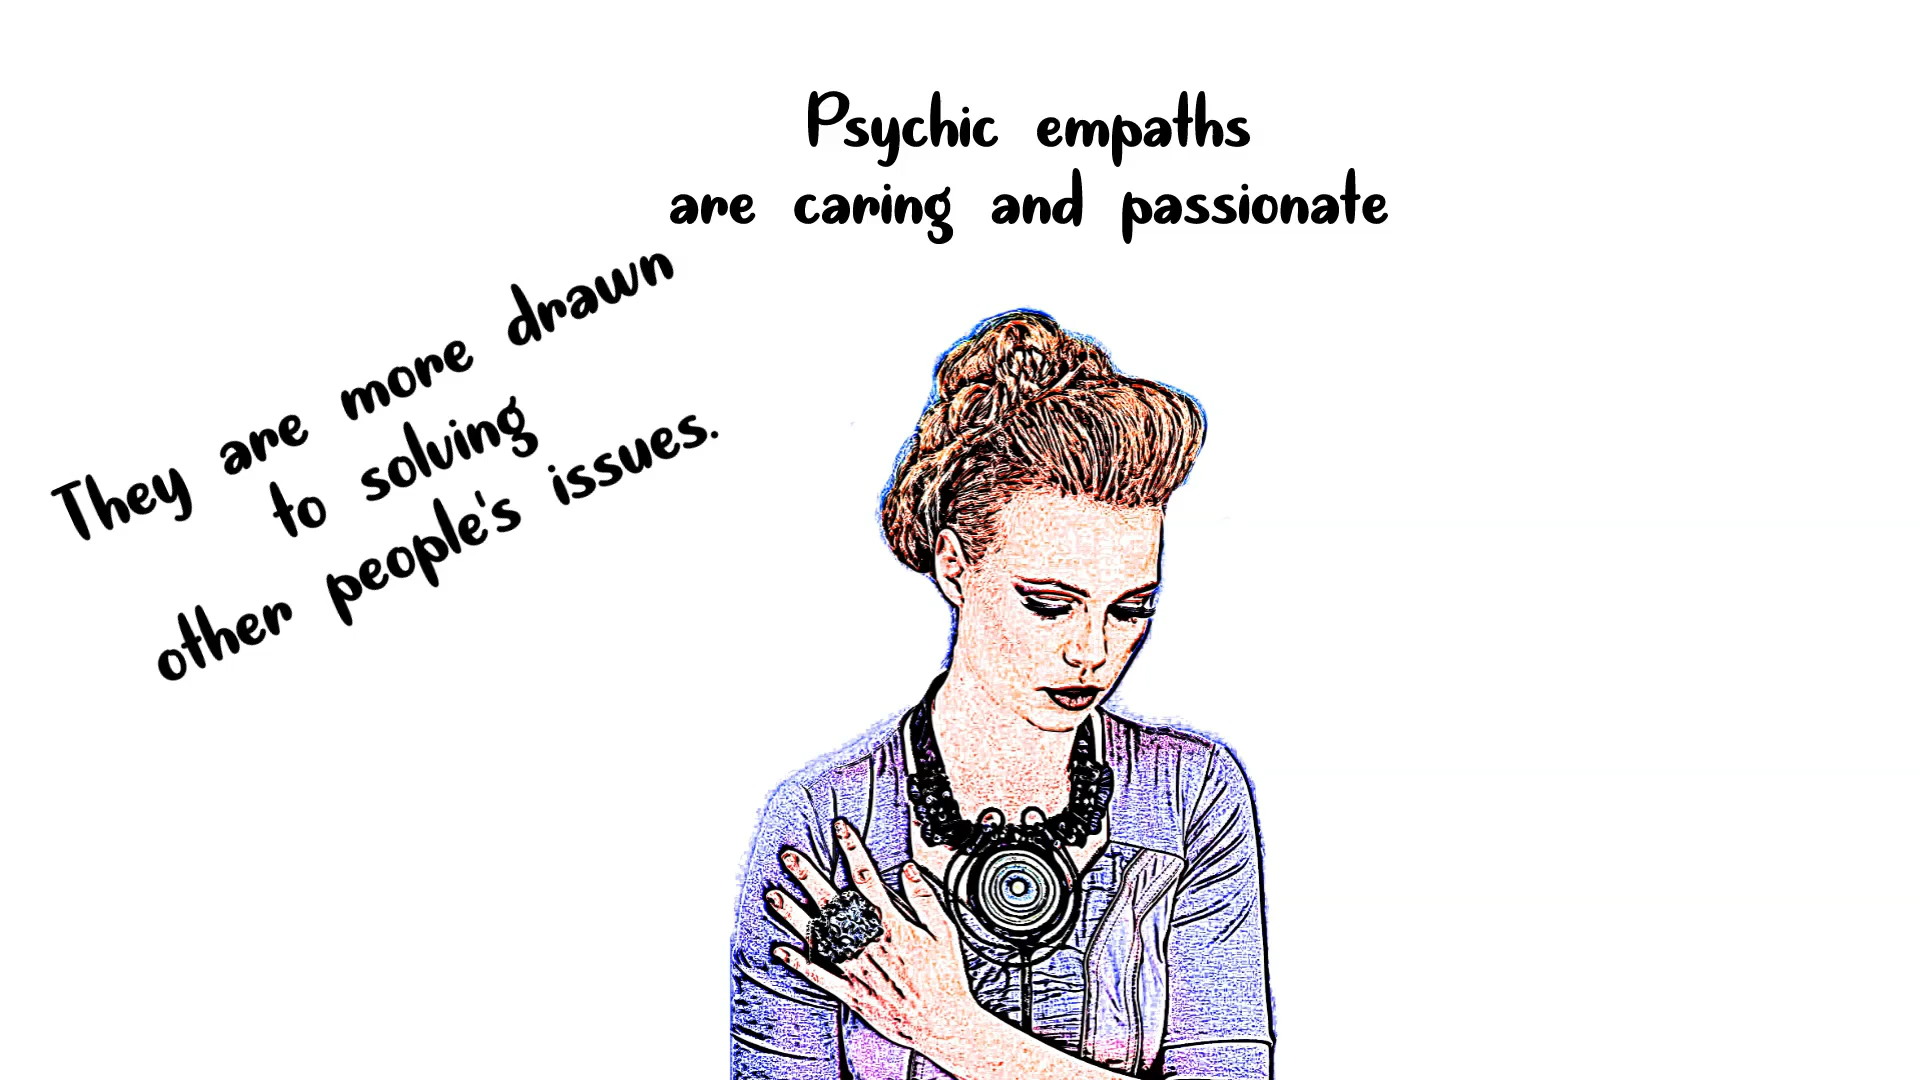 Psychic empaths
are caring and passionate
They are more drawn
to solving
other people's issues.